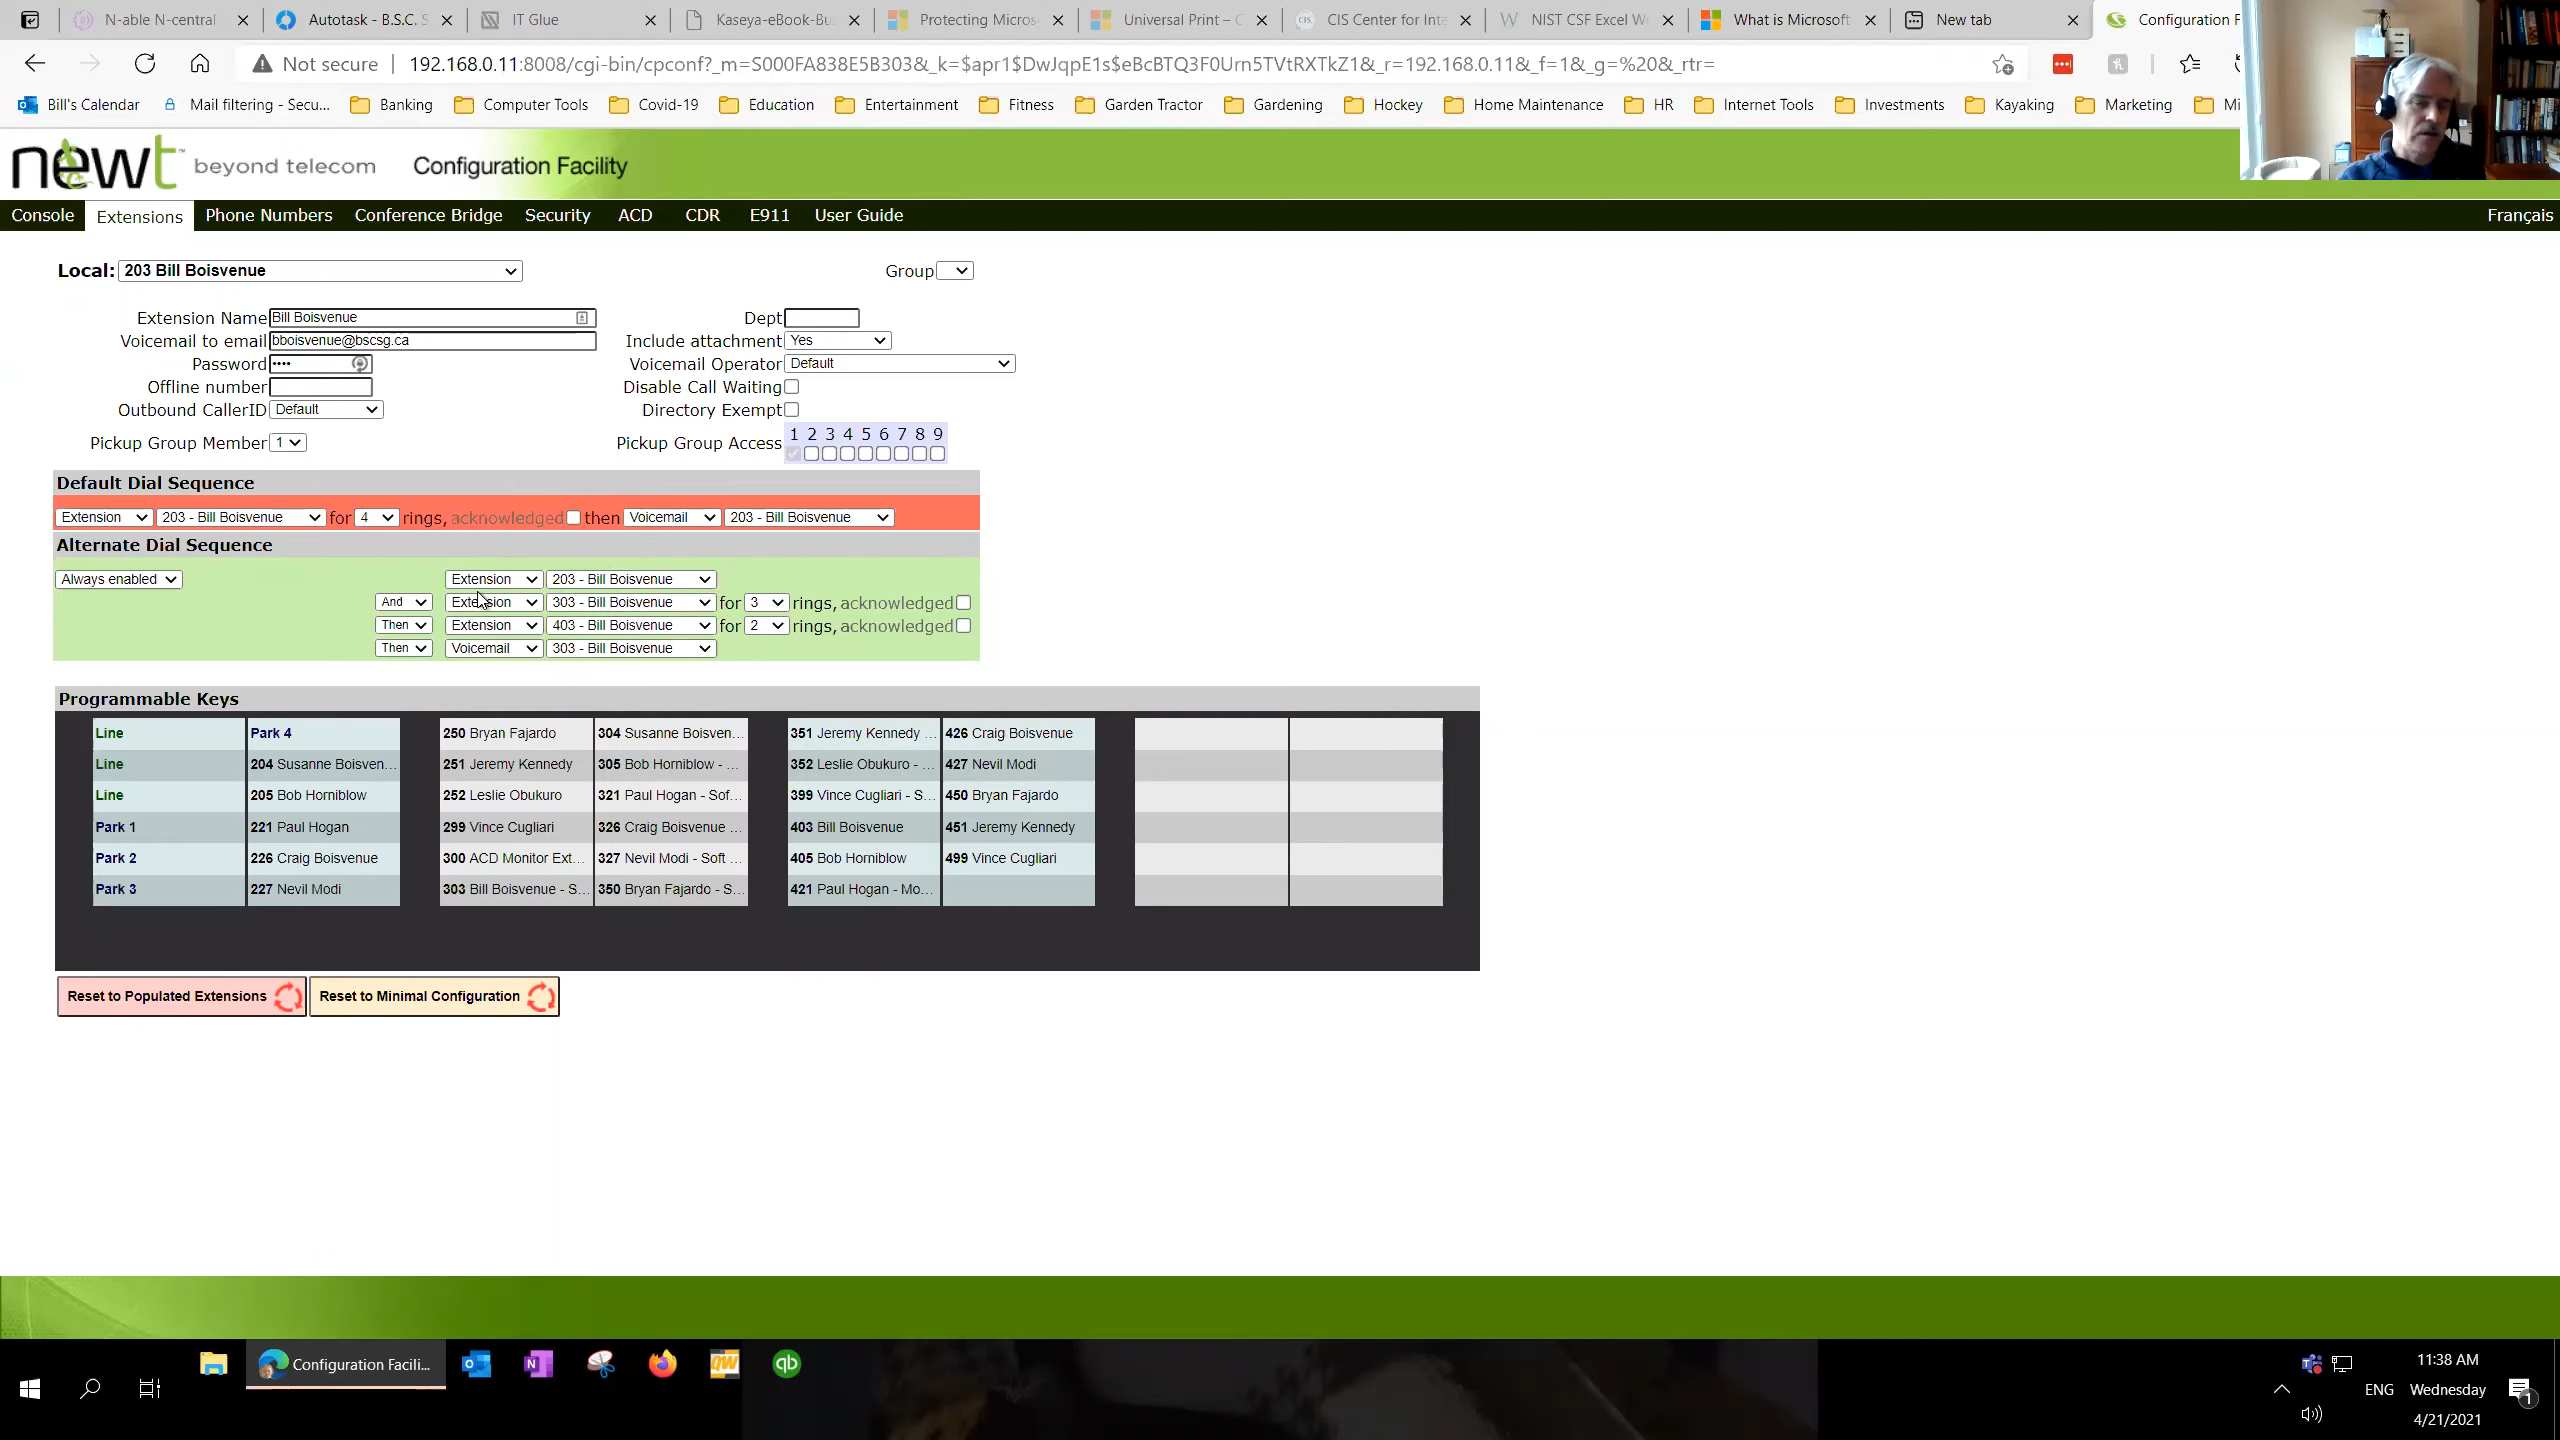 N-able N-central
Autotask - B.S.C. S
IT Glue
Kaseya-eBook-Bu
Protecting Micros
Universal Print – C
CIS Center for Inte
NIST CSF Excel W
What is Microsoft
New tab
Configuration F
Not secure 192.168.0.11:8008/cgi-bin/cpconf?_m=S000FA838E5B303&_k=$apr1$DwJqpE1s$eBcBTQ3F0Urn5TVtRXTkZ1&_r=192.168.0.11&_f=1&_g=%20&_rtr=
Bill's Calendar Mail filtering - Secu... Banking Computer Tools Covid-19 Education Entertainment Fitness Garden Tractor Gardening Hockey Home Maintenance HR Internet Tools Investments Kayaking Marketing Mi
newt beyond telecom Configuration Facility
Console Extensions Phone Numbers Conference Bridge Security ACD CDR E911 User Guide Français
Local: 203 Bill Boisvenue Group
Extension Name Bill Boisvenue Dept
Voicemail to email bboisvenue@bscsg.ca Include attachment Yes
Password •••• Voicemail Operator Default
Offline number Disable Call Waiting
Outbound CallerID Default Directory Exempt
Pickup Group Member 1 Pickup Group Access 1 2 3 4 5 6 7 8 9
Default Dial Sequence
Extension 203 - Bill Boisvenue for 4 rings, acknowledged then Voicemail 203 - Bill Boisvenue
Alternate Dial Sequence
Always enabled Extension 203 - Bill Boisvenue
And Extension 303 - Bill Boisvenue for 3 rings, acknowledged
Then Extension 403 - Bill Boisvenue for 2 rings, acknowledged
Then Voicemail 303 - Bill Boisvenue
Programmable Keys
Line Park 4 250 Bryan Fajardo 304 Susanne Boisven... 351 Jeremy Kennedy ... 426 Craig Boisvenue
Line 204 Susanne Boisven... 251 Jeremy Kennedy 305 Bob Horniblow - ... 352 Leslie Obukuro - ... 427 Nevil Modi
Line 205 Bob Horniblow 252 Leslie Obukuro 321 Paul Hogan - Sof... 399 Vince Cugliari - S... 450 Bryan Fajardo
Park 1 221 Paul Hogan 299 Vince Cugliari 326 Craig Boisvenue ... 403 Bill Boisvenue 451 Jeremy Kennedy
Park 2 226 Craig Boisvenue 300 ACD Monitor Ext... 327 Nevil Modi - Soft ... 405 Bob Horniblow 499 Vince Cugliari
Park 3 227 Nevil Modi 303 Bill Boisvenue - S... 350 Bryan Fajardo - S... 421 Paul Hogan - Mo...
Reset to Populated Extensions Reset to Minimal Configuration
Configuration Facili...
11:38 AM
ENG Wednesday
4/21/2021
1